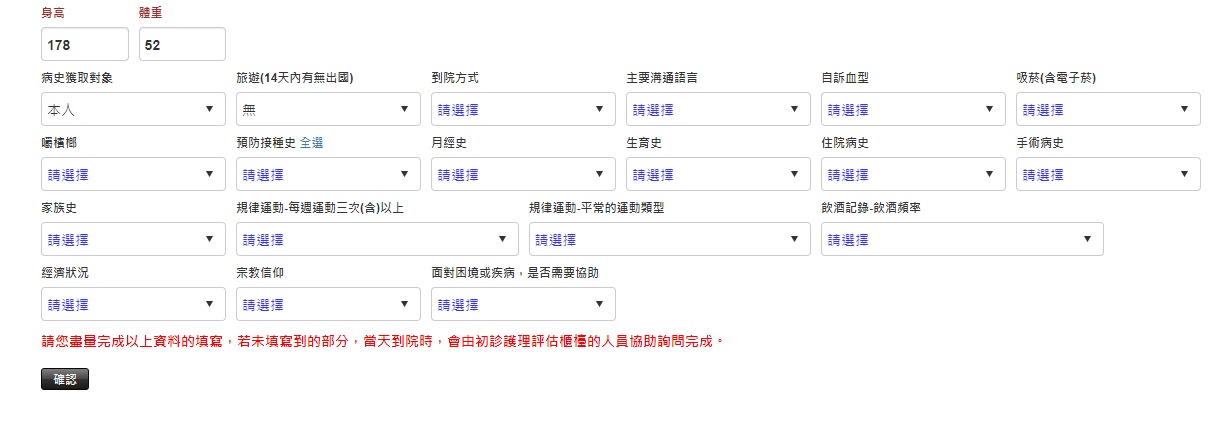 身高 體重
178 52
病史獲取對象 旅遊(14天內有無出國) 到院方式 主要溝通語言 自訴血型 吸菸(含電子菸)
本人 無 請選擇 請選擇 請選擇 請選擇
嚼檳榔 預防接種史 全選 月經史 生育史 住院病史 手術病史
請選擇 請選擇 請選擇 請選擇 請選擇 請選擇
家族史 規律運動-每週運動三次(含)以上 規律運動-平常的運動類型 飲酒記錄-飲酒頻率
請選擇 請選擇 請選擇 請選擇
經濟狀況 宗教信仰 面對困境或疾病，是否需要協助
請選擇 請選擇 請選擇
請您盡量完成以上資料的填寫，若未填寫到的部分，當天到院時，會由初診護理評估櫃檯的人員協助詢問完成。
確認